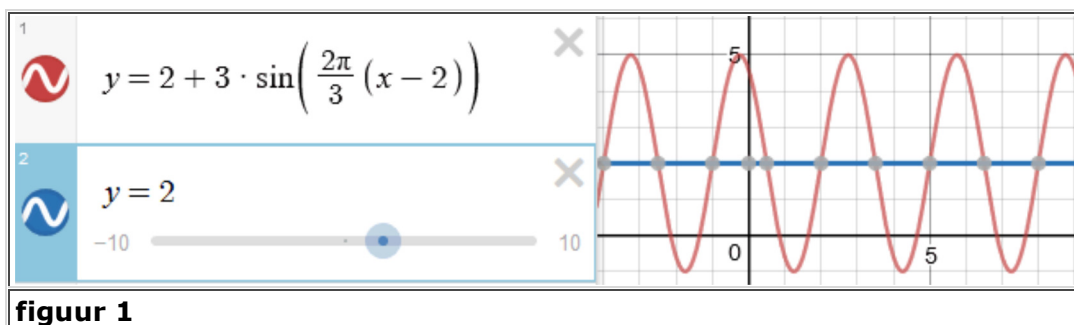 1
y = 2 + 3 · sin(2π/3 (x − 2))
2
y = 2
−10
10
5
0
5
figuur 1